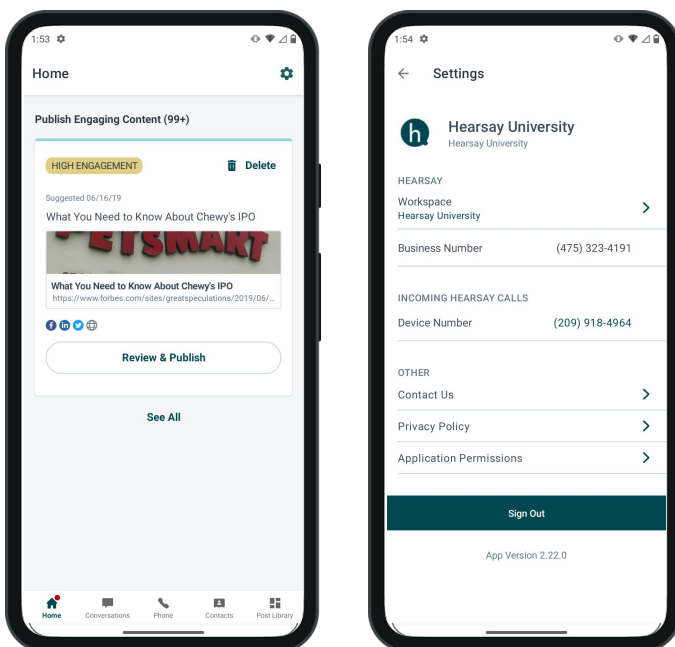 1:53
Home
Publish Engaging Content (99+)
HIGH ENGAGEMENT
Delete
Suggested 06/16/19
What You Need to Know About Chewy's IPO
PETSMART
What You Need to Know About Chewy's IPO
https://www.forbes.com/sites/greatspeculations/2019/06/...
Review & Publish
See All
Home
Conversations
Phone
Contacts
Post Library
1:54
Settings
h
Hearsay University
Hearsay University
HEARSAY
Workspace
Hearsay University
Business Number
(475) 323-4191
INCOMING HEARSAY CALLS
Device Number
(209) 918-4964
OTHER
Contact Us
Privacy Policy
Application Permissions
Sign Out
App Version 2.22.0